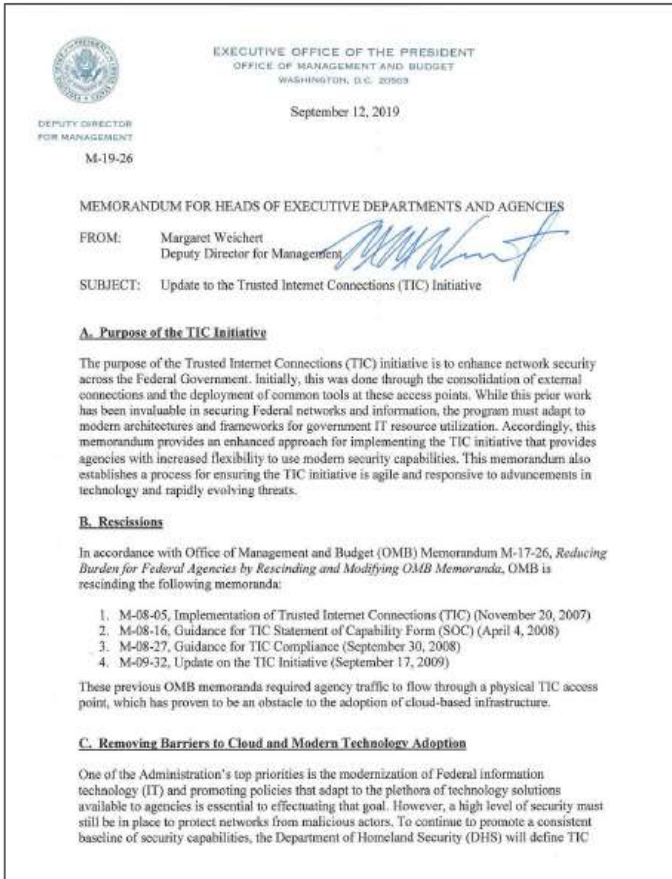 EXECUTIVE OFFICE OF THE PRESIDENT
OFFICE OF MANAGEMENT AND BUDGET
WASHINGTON, D.C. 20503
September 12, 2019
DEPUTY DIRECTOR
FOR MANAGEMENT
M-19-26
MEMORANDUM FOR HEADS OF EXECUTIVE DEPARTMENTS AND AGENCIES
FROM: Margaret Weichert
Deputy Director for Management
SUBJECT: Update to the Trusted Internet Connections (TIC) Initiative
A. Purpose of the TIC Initiative
The purpose of the Trusted Internet Connections (TIC) initiative is to enhance network security
across the Federal Government. Initially, this was done through the consolidation of external
connections and the deployment of common tools at these access points. While this prior work
has been invaluable in securing Federal networks and information, the program must adapt to
modern architectures and frameworks for government IT resource utilization. Accordingly, this
memorandum provides an enhanced approach for implementing the TIC initiative that provides
agencies with increased flexibility to use modern security capabilities. This memorandum also
establishes a process for ensuring the TIC initiative is agile and responsive to advancements in
technology and rapidly evolving threats.
B. Rescissions
In accordance with Office of Management and Budget (OMB) Memorandum M-17-26, Reducing
Burden for Federal Agencies by Rescinding and Modifying OMB Memoranda, OMB is
rescinding the following memoranda:
1. M-08-05, Implementation of Trusted Internet Connections (TIC) (November 20, 2007)
2. M-08-16, Guidance for TIC Statement of Capability Form (SOC) (April 4, 2008)
3. M-08-27, Guidance for TIC Compliance (September 30, 2008)
4. M-09-32, Update on the TIC Initiative (September 17, 2009)
These previous OMB memoranda required agency traffic to flow through a physical TIC access
point, which has proven to be an obstacle to the adoption of cloud-based infrastructure.
C. Removing Barriers to Cloud and Modern Technology Adoption
One of the Administration's top priorities is the modernization of Federal information
technology (IT) and promoting policies that adapt to the plethora of technology solutions
available to agencies is essential to effectuating that goal. However, a high level of security must
still be in place to protect networks from malicious actors. To continue to promote a consistent
baseline of security capabilities, the Department of Homeland Security (DHS) will define TIC